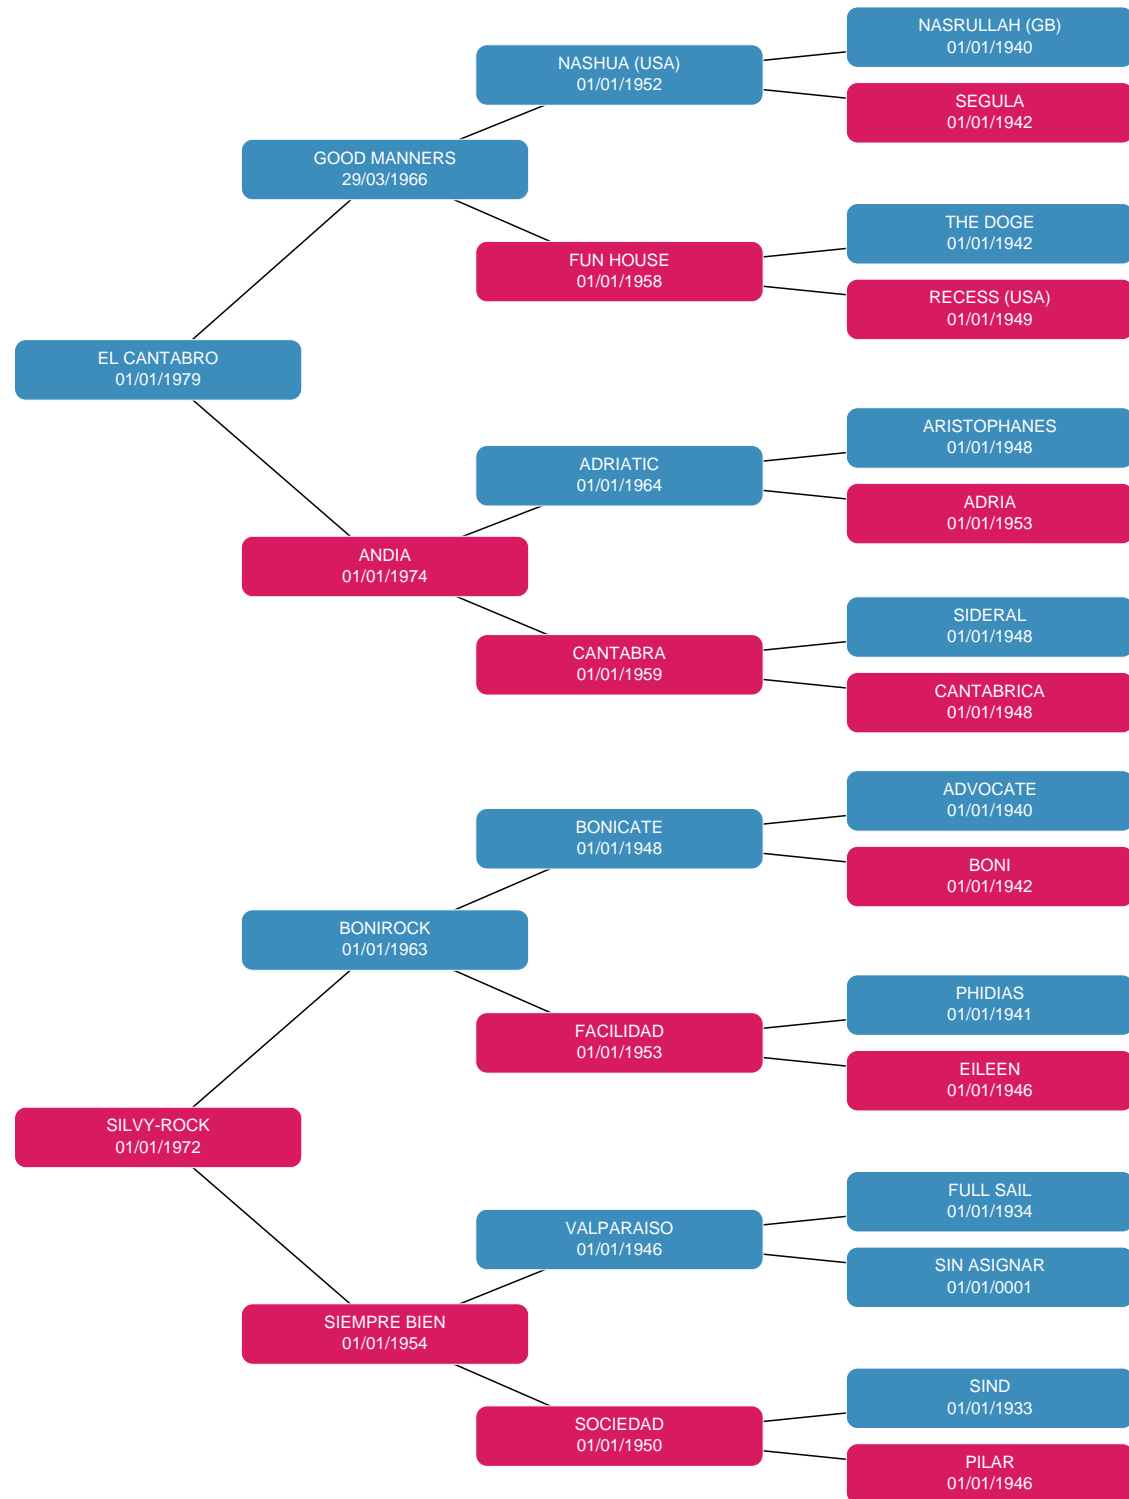 NASRULLAH (GB)
01/01/1940
NASHUA (USA)
01/01/1952
SEGULA
01/01/1942
GOOD MANNERS
29/03/1966
THE DOGE
01/01/1942
FUN HOUSE
01/01/1958
RECESS (USA)
01/01/1949
EL CANTABRO
01/01/1979
ARISTOPHANES
01/01/1948
ADRIATIC
01/01/1964
ADRIA
01/01/1953
ANDIA
01/01/1974
SIDERAL
01/01/1948
CANTABRA
01/01/1959
CANTABRICA
01/01/1948
ADVOCATE
01/01/1940
BONICATE
01/01/1948
BONI
01/01/1942
BONIROCK
01/01/1963
PHIDIAS
01/01/1941
FACILIDAD
01/01/1953
EILEEN
01/01/1946
SILVY-ROCK
01/01/1972
FULL SAIL
01/01/1934
VALPARAISO
01/01/1946
SIN ASIGNAR
01/01/0001
SIEMPRE BIEN
01/01/1954
SIND
01/01/1933
SOCIEDAD
01/01/1950
PILAR
01/01/1946